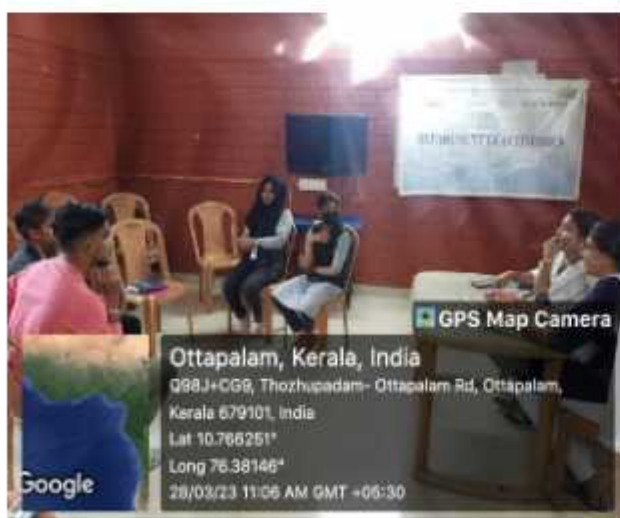 GPS Map Camera
Ottapalam, Kerala, India
Q98J+CG9, Thozhupadam- Ottapalam Rd, Ottapalam,
Kerala 679101, India
Lat 10.766251°
Long 76.38146°
28/03/23 11:06 AM GMT +05:30
Google